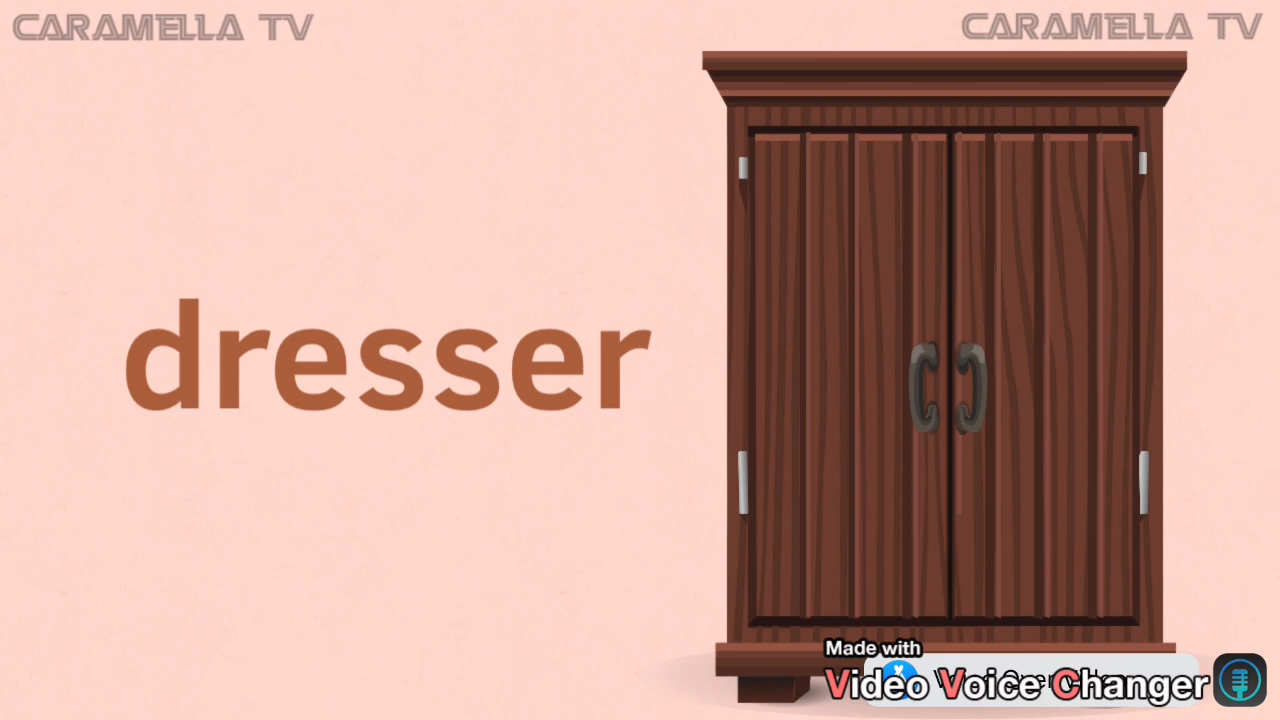 CARAMELLA TV
CARAMELLA TV
dresser
Made with
Video Voice Changer